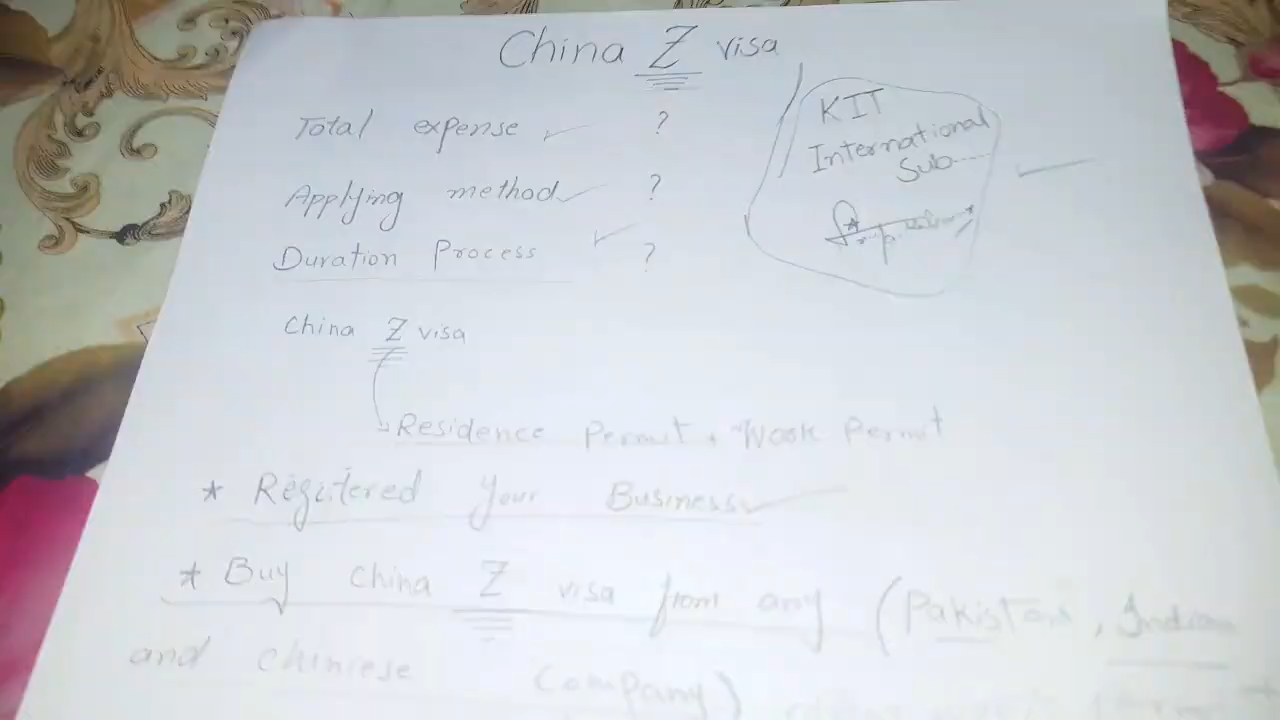 China Z visa
Total expense ?
Applying method ?
Duration Process ?
KIT
International
Sub----
China Z visa
Residence Permit + Work Permit
* Registered Your Business
* Buy China Z visa from any (Pakistani, Indian
and Chinese Company)